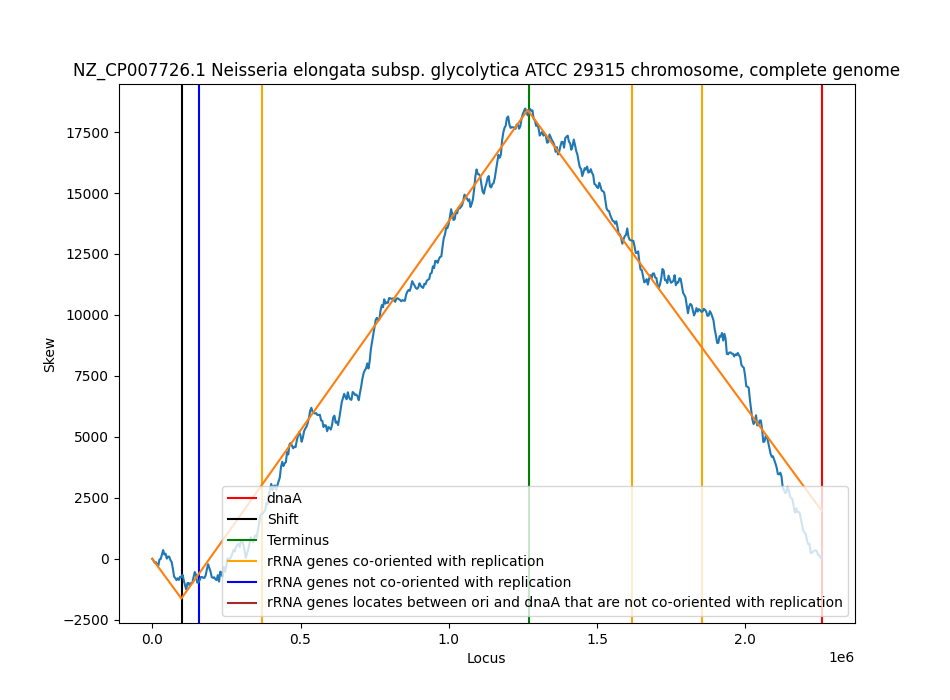 NZ_CP007726.1 Neisseria elongata subsp. glycolytica ATCC 29315 chromosome, complete genome
17500
15000
12500
10000
7500
5000
2500
0
−2500
Skew
dnaA
Shift
Terminus
rRNA genes co-oriented with replication
rRNA genes not co-oriented with replication
rRNA genes locates between ori and dnaA that are not co-oriented with replication
0.0 0.5 1.0 1.5 2.0
Locus
1e6